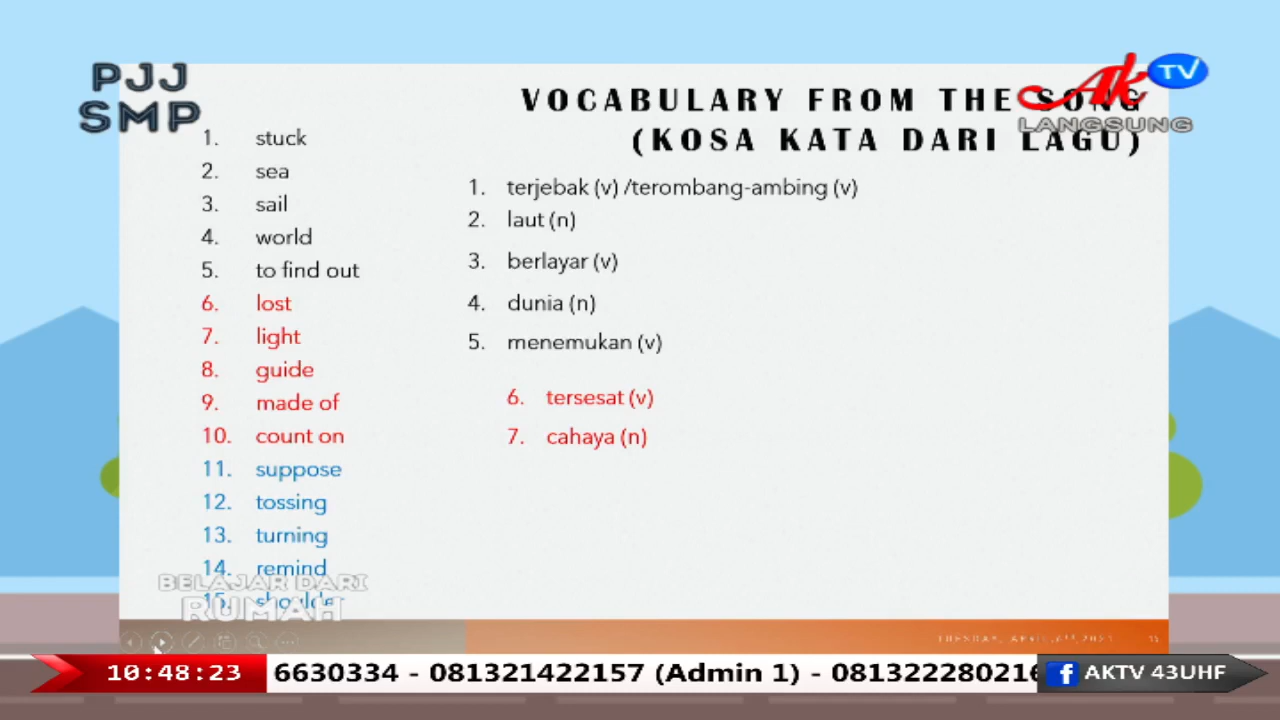 PJJ
SMP
Ak TV
LANGSUNG
VOCABULARY FROM THE SONG
(KOSA KATA DARI LAGU)
1. stuck
2. sea
3. sail
4. world
5. to find out
6. lost
7. light
8. guide
9. made of
10. count on
11. suppose
12. tossing
13. turning
14. remind
15. shoulder
1. terjebak (v) /terombang-ambing (v)
2. laut (n)
3. berlayar (v)
4. dunia (n)
5. menemukan (v)
6. tersesat (v)
7. cahaya (n)
BELAJAR DARI
RUMAH
10:48:23
6630334 - 081321422157 (Admin 1) - 08132228021
AKTV 43UHF